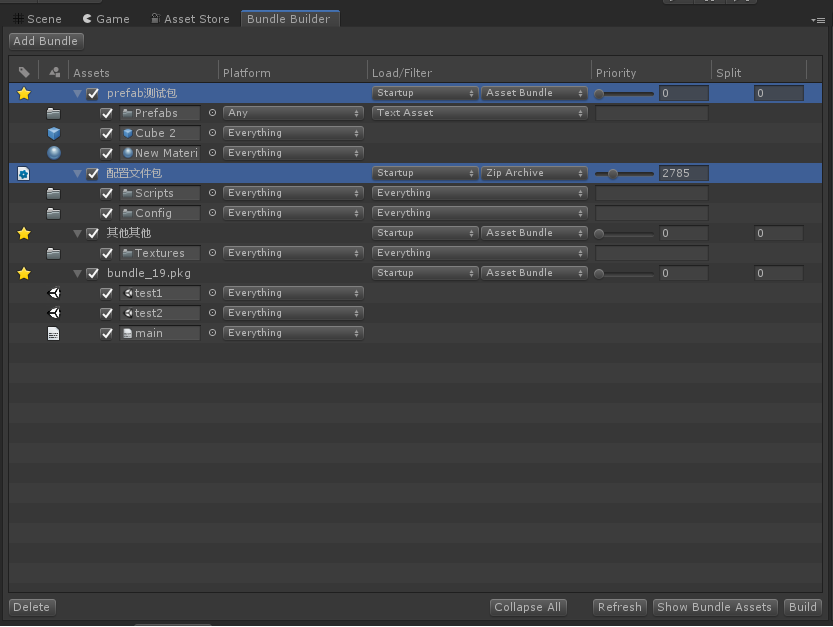 Scene Game Asset Store Bundle Builder
Add Bundle
Assets Platform Load/Filter Priority Split
prefab测试包 Startup Asset Bundle 0 0
Prefabs Any Text Asset
Cube 2 Everything
New Materi Everything
配置文件包 Startup Zip Archive 2785
Scripts Everything Everything
Config Everything Everything
其他其他 Startup Asset Bundle 0 0
Textures Everything Everything
bundle_19.pkg Startup Asset Bundle 0 0
test1 Everything
test2 Everything
main Everything
Delete Collapse All Refresh Show Bundle Assets Build